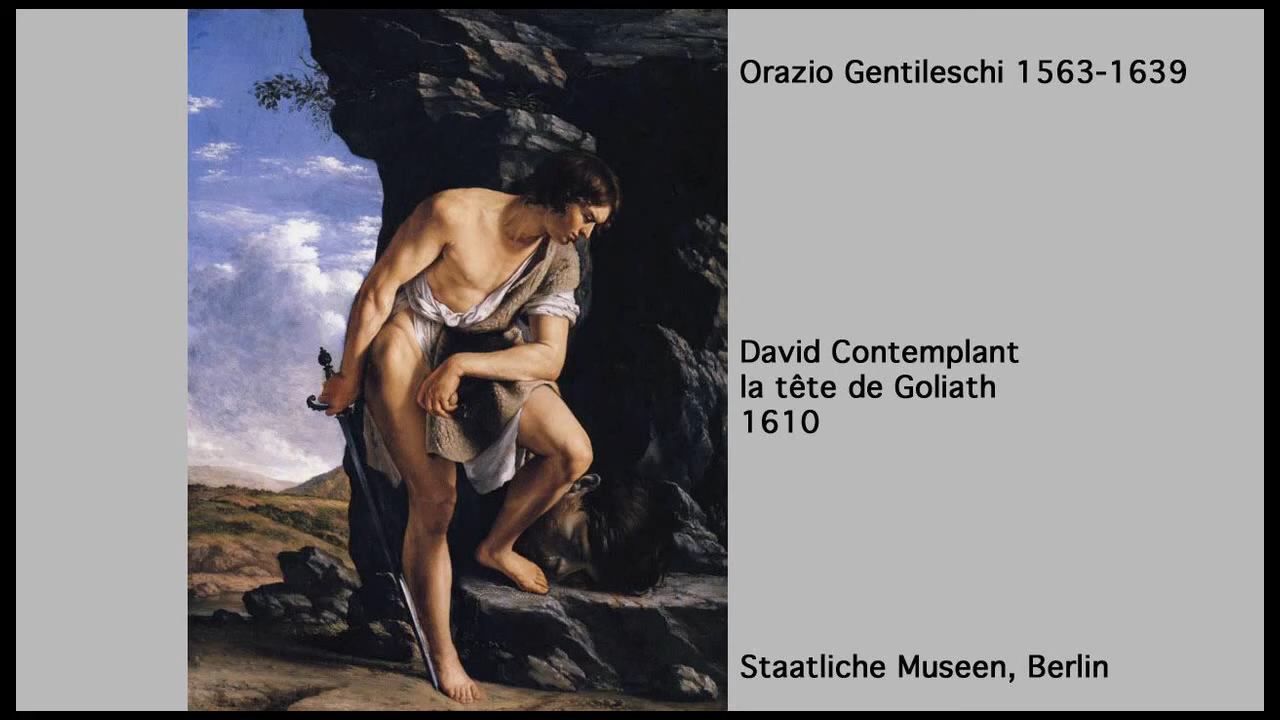 Orazio Gentileschi 1563-1639
David Contemplant
la tête de Goliath
1610
Staatliche Museen, Berlin